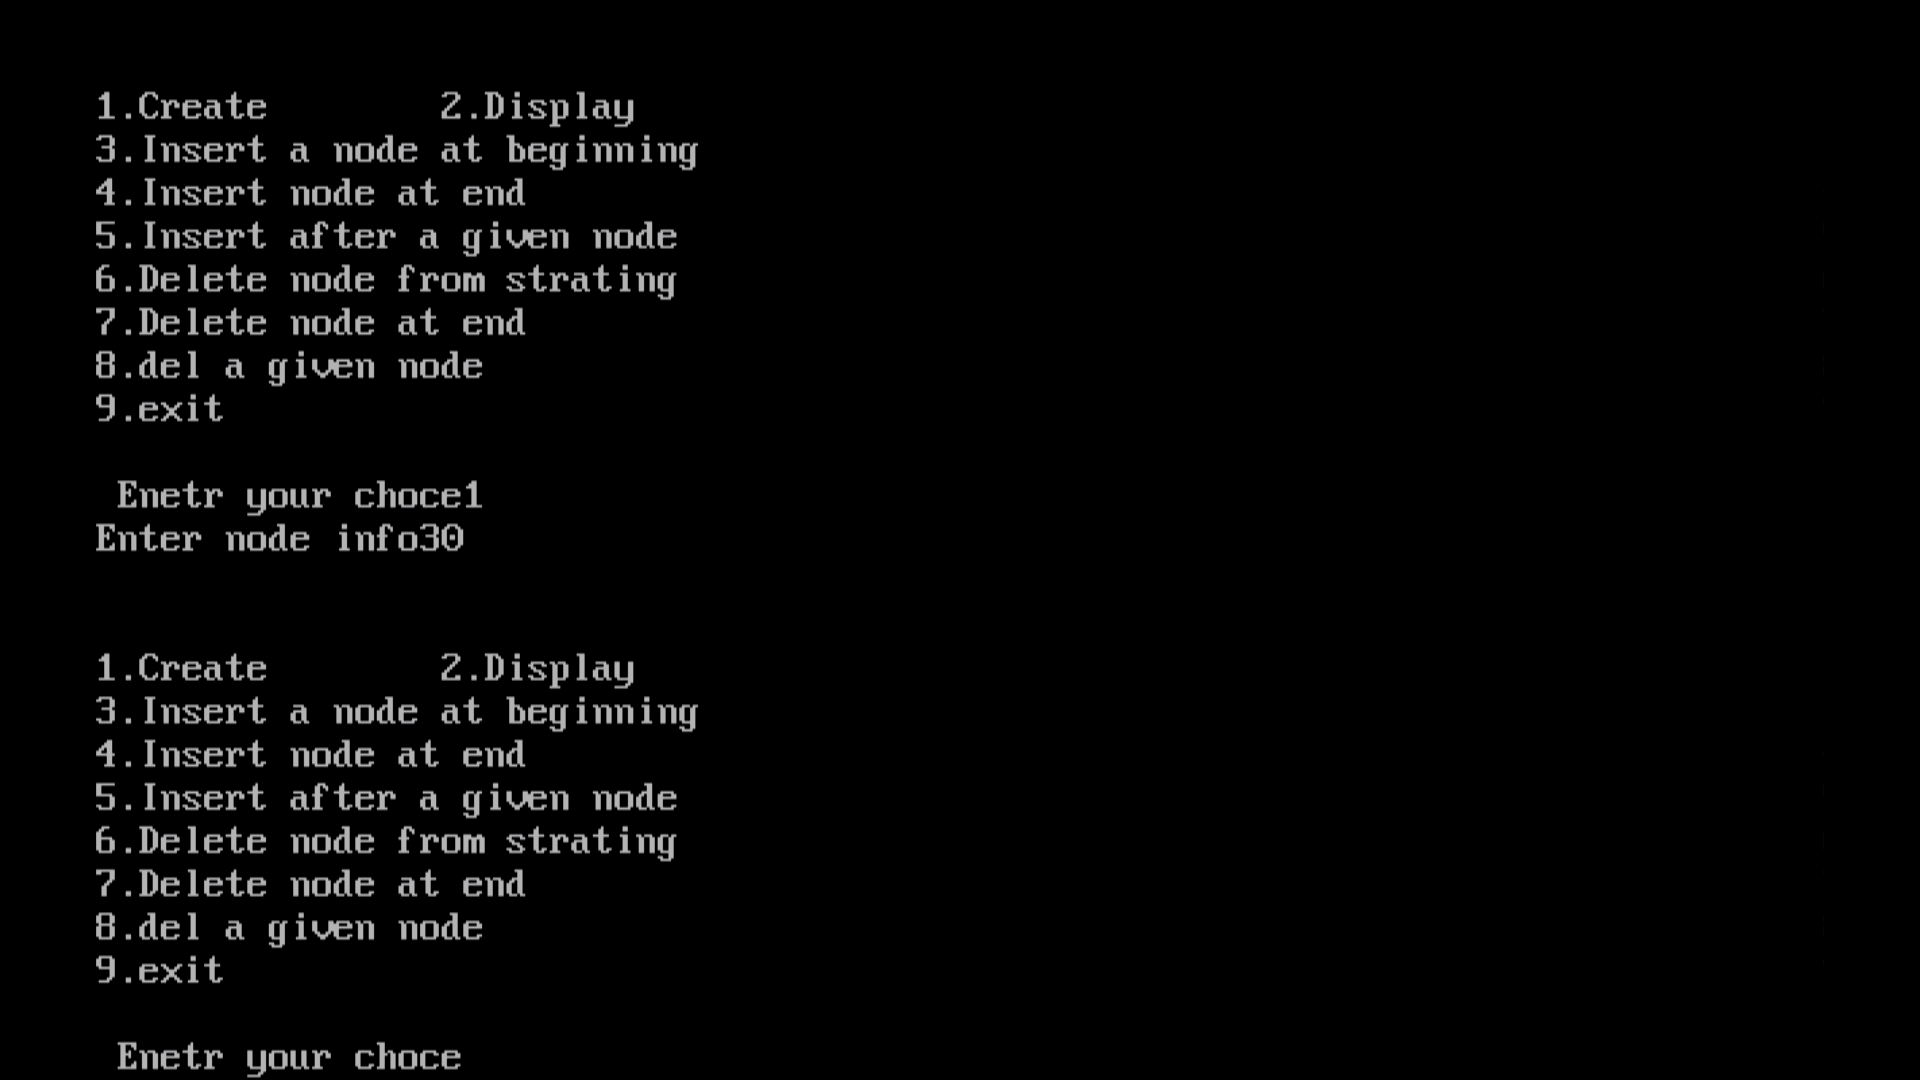 1.Create        2.Display
3.Insert a node at beginning
4.Insert node at end
5.Insert after a given node
6.Delete node from strating
7.Delete node at end
8.del a given node
9.exit
Enetr your choce1
Enter node info30
1.Create        2.Display
3.Insert a node at beginning
4.Insert node at end
5.Insert after a given node
6.Delete node from strating
7.Delete node at end
8.del a given node
9.exit
Enetr your choce